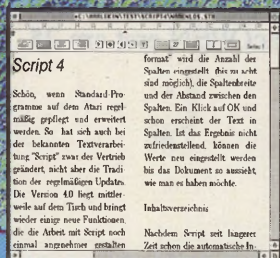 Script 4
Schön, wenn Standard-Pro-
gramme auf dem Atari regel-
mäßig gepflegt und erweitert
werden. So hat sich auch bei
der bekannten Textverarbei-
tung "Script" zwar der Vertrieb
geändert, nicht aber die Tradi-
tion der regelmäßigen Updates.
Die Version 4.0 liegt mittler-
weile auf dem Tisch und bringt
wieder einige neue Funktionen,
die die Arbeit mit Script noch
einmal angenehmer gestalten
format" wird die Anzahl der
Spalten eingestellt (bis zu acht
sind möglich), die Spaltenbreite
und der Abstand zwischen den
Spalten. Ein Klick auf OK und
schon erscheint der Text in
Spalten. Ist das Ergebnis nicht
zufriedenstellend, können die
Werte neu eingestellt werden
bis das Dokument so aussieht,
wie man es haben möchte.
Inhaltsverzeichnis
Nachdem Script seit langerer
Zeit schon die automatische In-